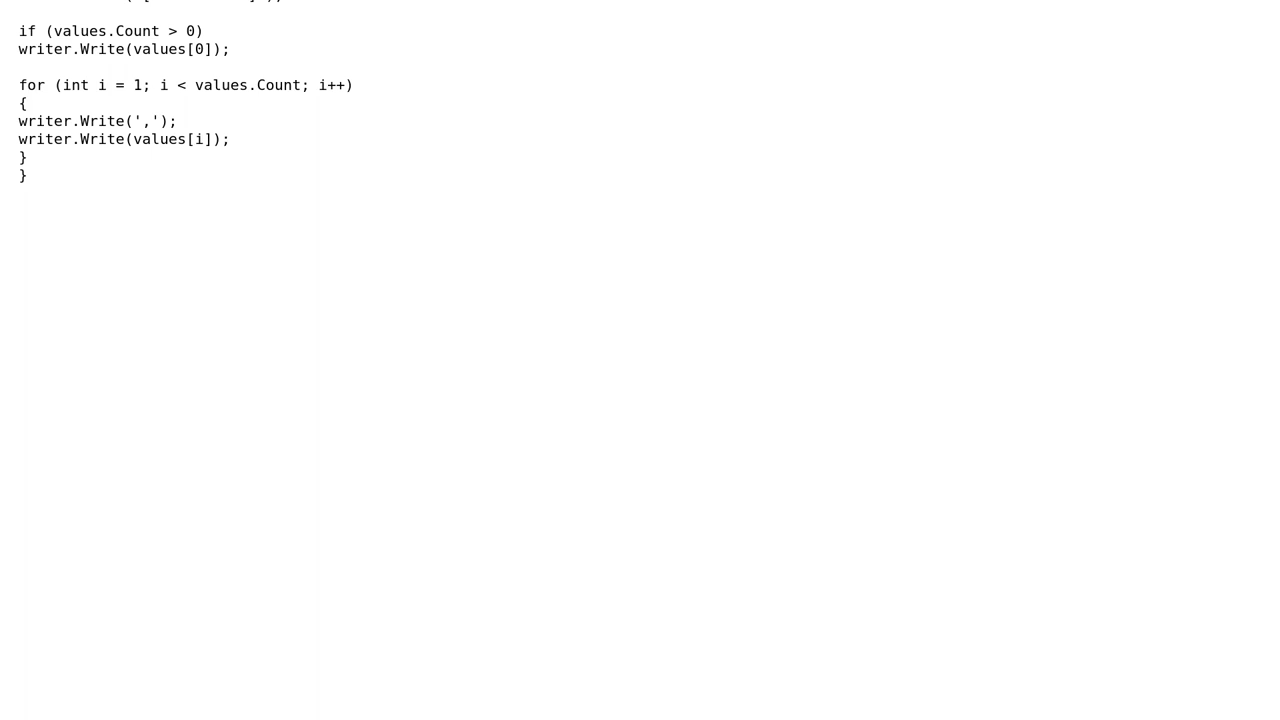 if (values.Count > 0)
writer.Write(values[0]);
for (int i = 1; i < values.Count; i++)
{
writer.Write(',');
writer.Write(values[i]);
}
}